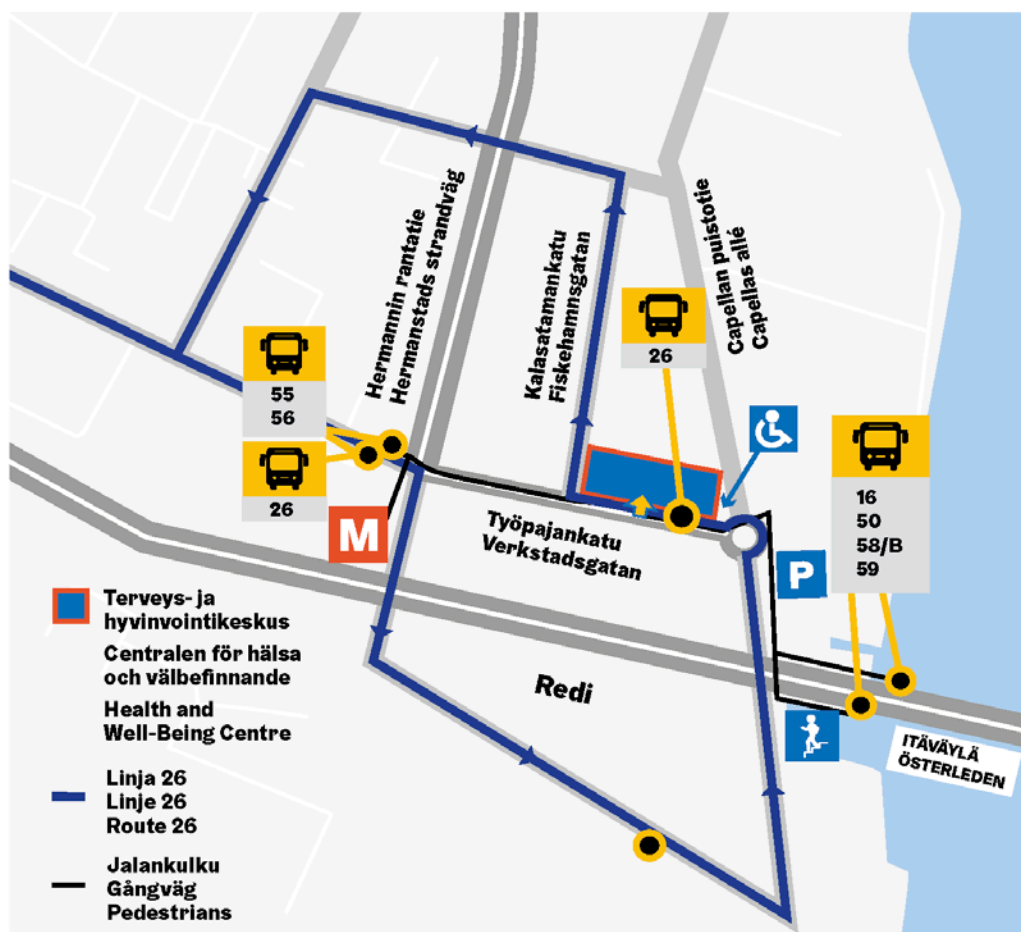 Hermannin rantatie
Hermanstads strandväg
Kalasatamankatu
Fiskehamnsgatan
Capellan puistotie
Capellas allé
26
55
56
26
M
Työpajankatu
Verkstadsgatan
P
16
50
58/B
59
Redi
ITÄVÄYLÄ
ÖSTERLEDEN
Terveys- ja
hyvinvointikeskus
Centralen för hälsa
och välbefinnande
Health and
Well-Being Centre
Linja 26
Linje 26
Route 26
Jalankulku
Gångväg
Pedestrians